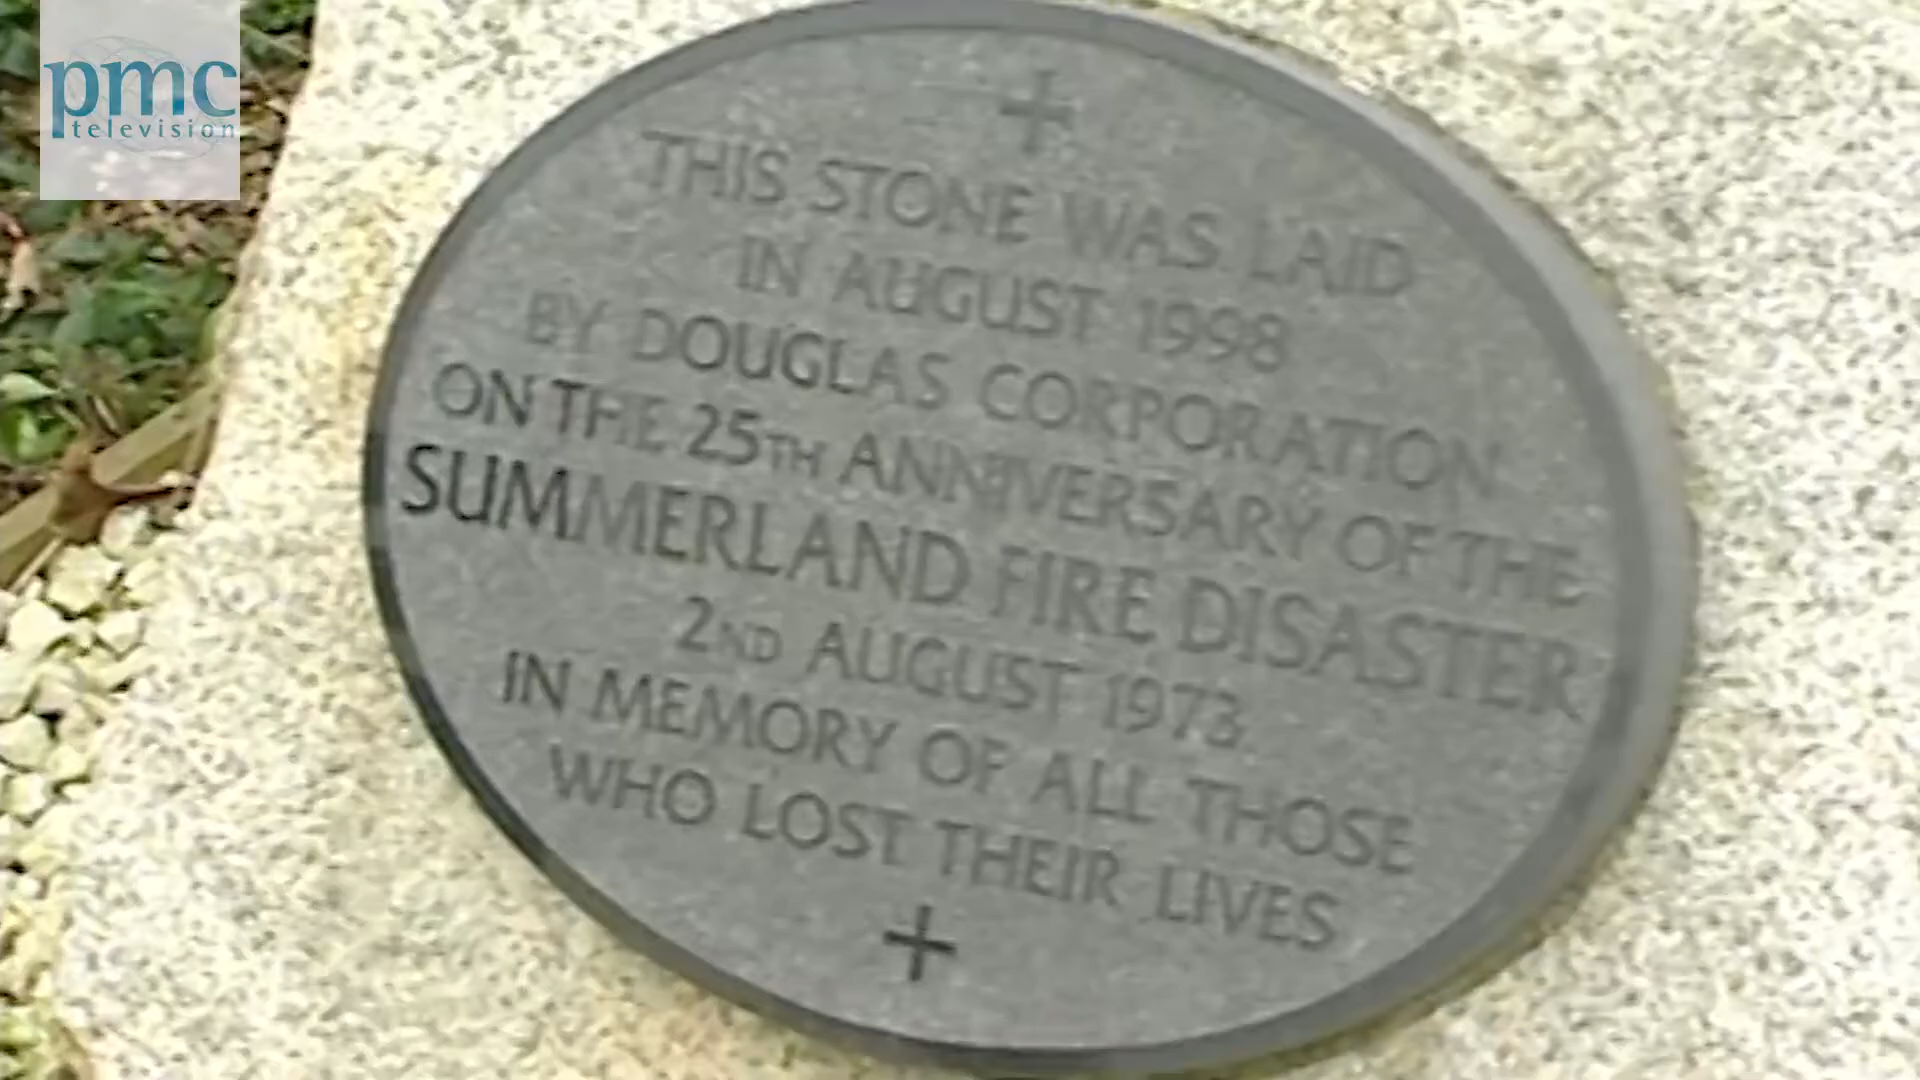 pmc
television
THIS STONE WAS LAID
IN AUGUST 1998
BY DOUGLAS CORPORATION
ON THE 25TH ANNIVERSARY OF THE
SUMMERLAND FIRE DISASTER
2ND AUGUST 1973
IN MEMORY OF ALL THOSE
WHO LOST THEIR LIVES